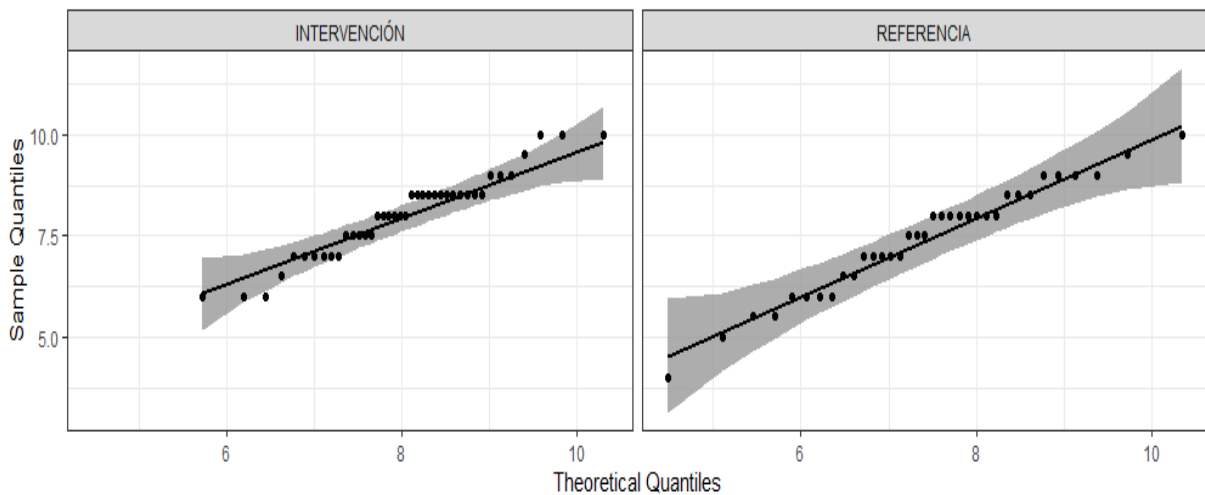 INTERVENCIÓN
REFERENCIA
Sample Quantiles
10.0
7.5
5.0
6 8 10
6 8 10
Theoretical Quantiles